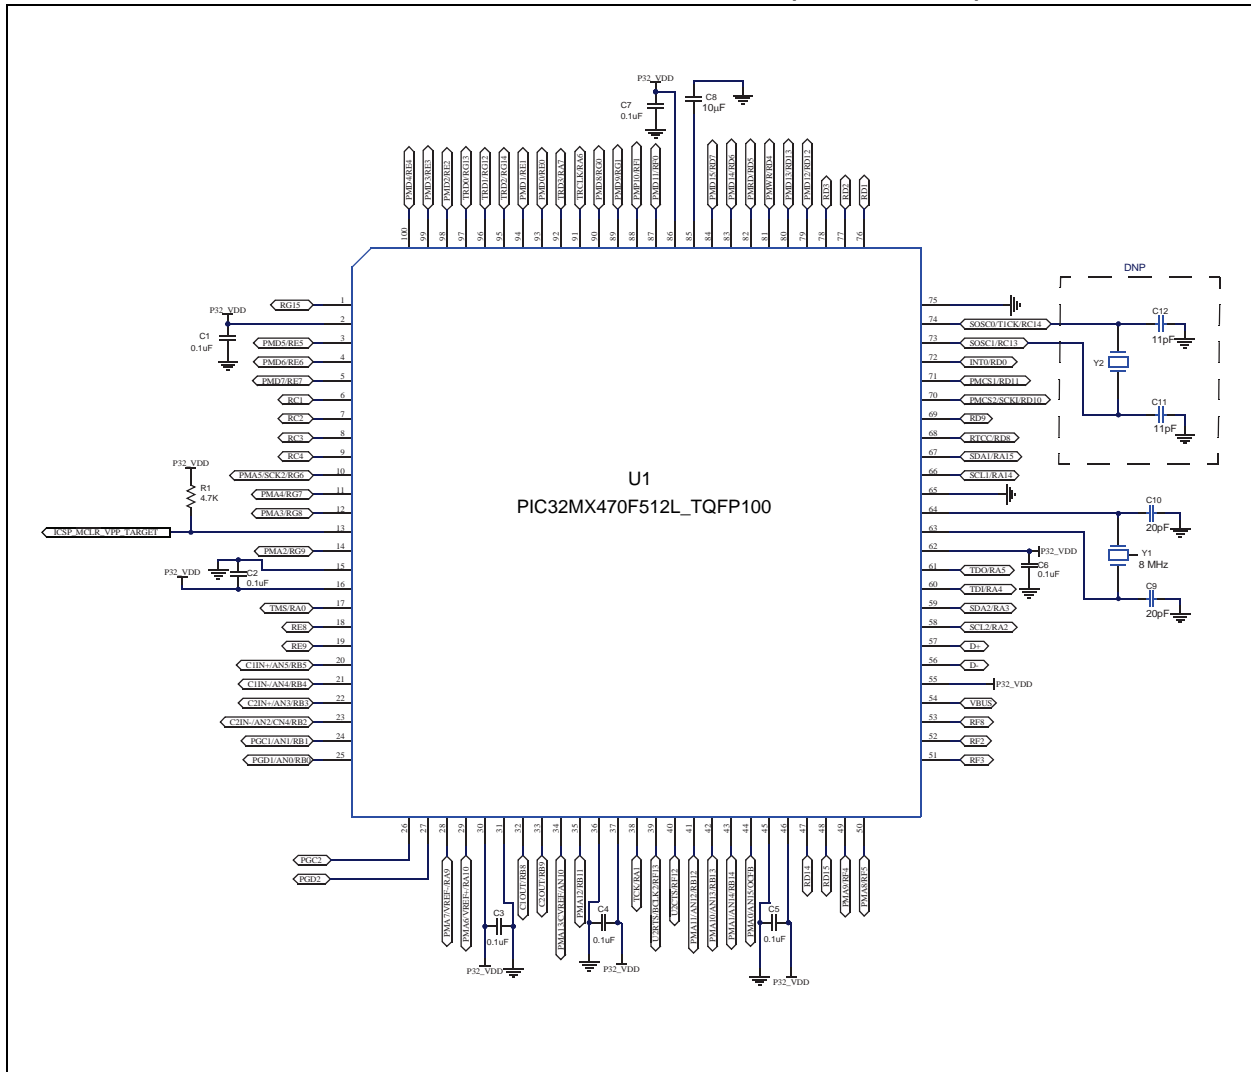 P32_VDD
C7
0.1uF
C8
10µF
PMD4/RE4
PMD3/RE3
PMD2/RE2
TRD0/RG13
TRD1/RG12
TRD2/RG14
PMD1/RE1
PMD0/RE0
TRD3/RA7
TRCLK/RA6
PMD8/RG0
PMD9/RG1
PMP10/RF1
PMD11/RF0
PMD15/RD7
PMD14/RD6
PMRD/RD5
PMWR/RD4
PMD13/RD13
PMD12/RD12
RD3
RD2
RD1
100
99
98
97
96
95
94
93
92
91
90
89
88
87
86
85
84
83
82
81
80
79
78
77
76
U1
PIC32MX470F512L_TQFP100
RG15 1
P32_VDD
2
C1
0.1uF
PMD5/RE5 3
PMD6/RE6 4
PMD7/RE7 5
RC1 6
RC2 7
RC3 8
RC4 9
P32_VDD
R1
4.7K
PMA5/SCK2/RG6 10
PMA4/RG7 11
PMA3/RG8 12
ICSP_MCLR_VPP_TARGET 13
PMA2/RG9 14
15
P32_VDD
C2
0.1uF
16
TMS/RA0 17
RE8 18
RE9 19
C1IN+/AN5/RB5 20
C1IN-/AN4/RB4 21
C2IN+/AN3/RB3 22
C2IN-/AN2/CN4/RB2 23
PGC1/AN1/RB1 24
PGD1/AN0/RB0 25
75
74 SOSC0/T1CK/RC14
73 SOSC1/RC13
72 INT0/RD0
71 PMCS1/RD11
70 PMCS2/SCKI/RD10
69 RD9
68 RTCC/RD8
67 SDA1/RA15
66 SCL1/RA14
65
64
63
62 P32_VDD
C6
0.1uF
61 TDO/RA5
60 TDI/RA4
59 SDA2/RA3
58 SCL2/RA2
57 D+
56 D-
55 P32_VDD
54 VBUS
53 RF8
52 RF2
51 RF3
DNP
C12
11pF
Y2
C11
11pF
C10
20pF
Y1
8 MHz
C9
20pF
26
27
28
29
30
31
32
33
34
35
36
37
38
39
40
41
42
43
44
45
46
47
48
49
50
PGC2
PGD2
PMA7/VREF-/RA9
PMA6/VREF+/RA10
C1OUT/RB8
C2OUT/RB9
PMA13/CVREF/AN10
PMA12/RB11
TCK/RA1
U2RTS/BCLK2/RF13
U2CTS/RF12
PMA11/AN12/RB12
PMA10/AN13/RB13
PMA1/AN14/RB14
PMA0/AN15/OCFB
RD14
RD15
PMA9/RF4
PMA8/RF5
C3
0.1uF
P32_VDD
C4
0.1uF
P32_VDD
C5
0.1uF
P32_VDD